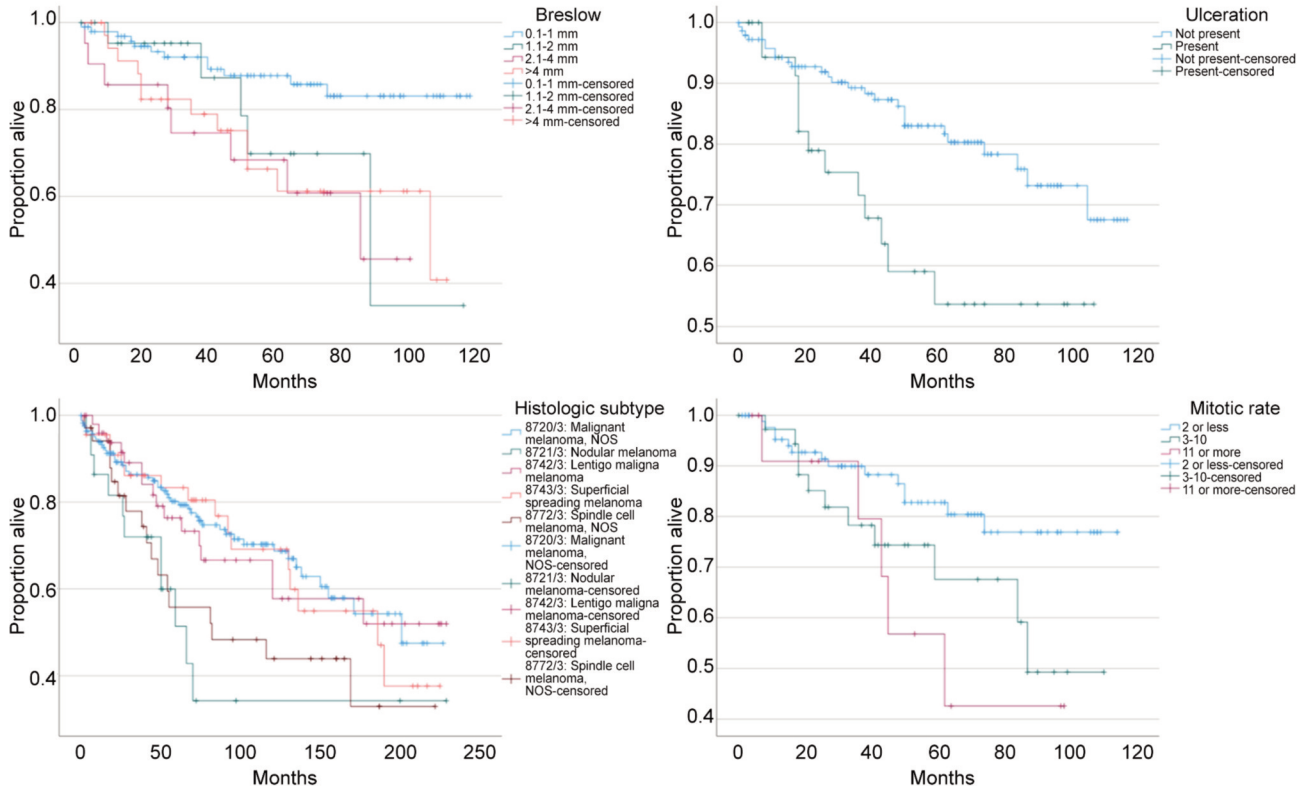 Breslow
0.1-1 mm
1.1-2 mm
2.1-4 mm
>4 mm
0.1-1 mm-censored
1.1-2 mm-censored
2.1-4 mm-censored
>4 mm-censored
Proportion alive
1.0
0.8
0.6
0.4
0 20 40 60 80 100 120
Months
Ulceration
Not present
Present
Not present-censored
Present-censored
Proportion alive
1.0
0.9
0.8
0.7
0.6
0.5
0 20 40 60 80 100 120
Months
Histologic subtype
8720/3: Malignant
melanoma, NOS
8721/3: Nodular melanoma
8742/3: Lentigo maligna
melanoma
8743/3: Superficial
spreading melanoma
8772/3: Spindle cell
melanoma, NOS
8720/3: Malignant
melanoma,
NOS-censored
8721/3: Nodular
melanoma-censored
8742/3: Lentigo maligna
melanoma-censored
8743/3: Superficial
spreading melanoma-
censored
8772/3: Spindle cell
melanoma,
NOS-censored
Proportion alive
1.0
0.8
0.6
0.4
0 50 100 150 200 250
Months
Mitotic rate
2 or less
3-10
11 or more
2 or less-censored
3-10-censored
11 or more-censored
Proportion alive
1.0
0.9
0.8
0.7
0.6
0.5
0.4
0 20 40 60 80 100 120
Months